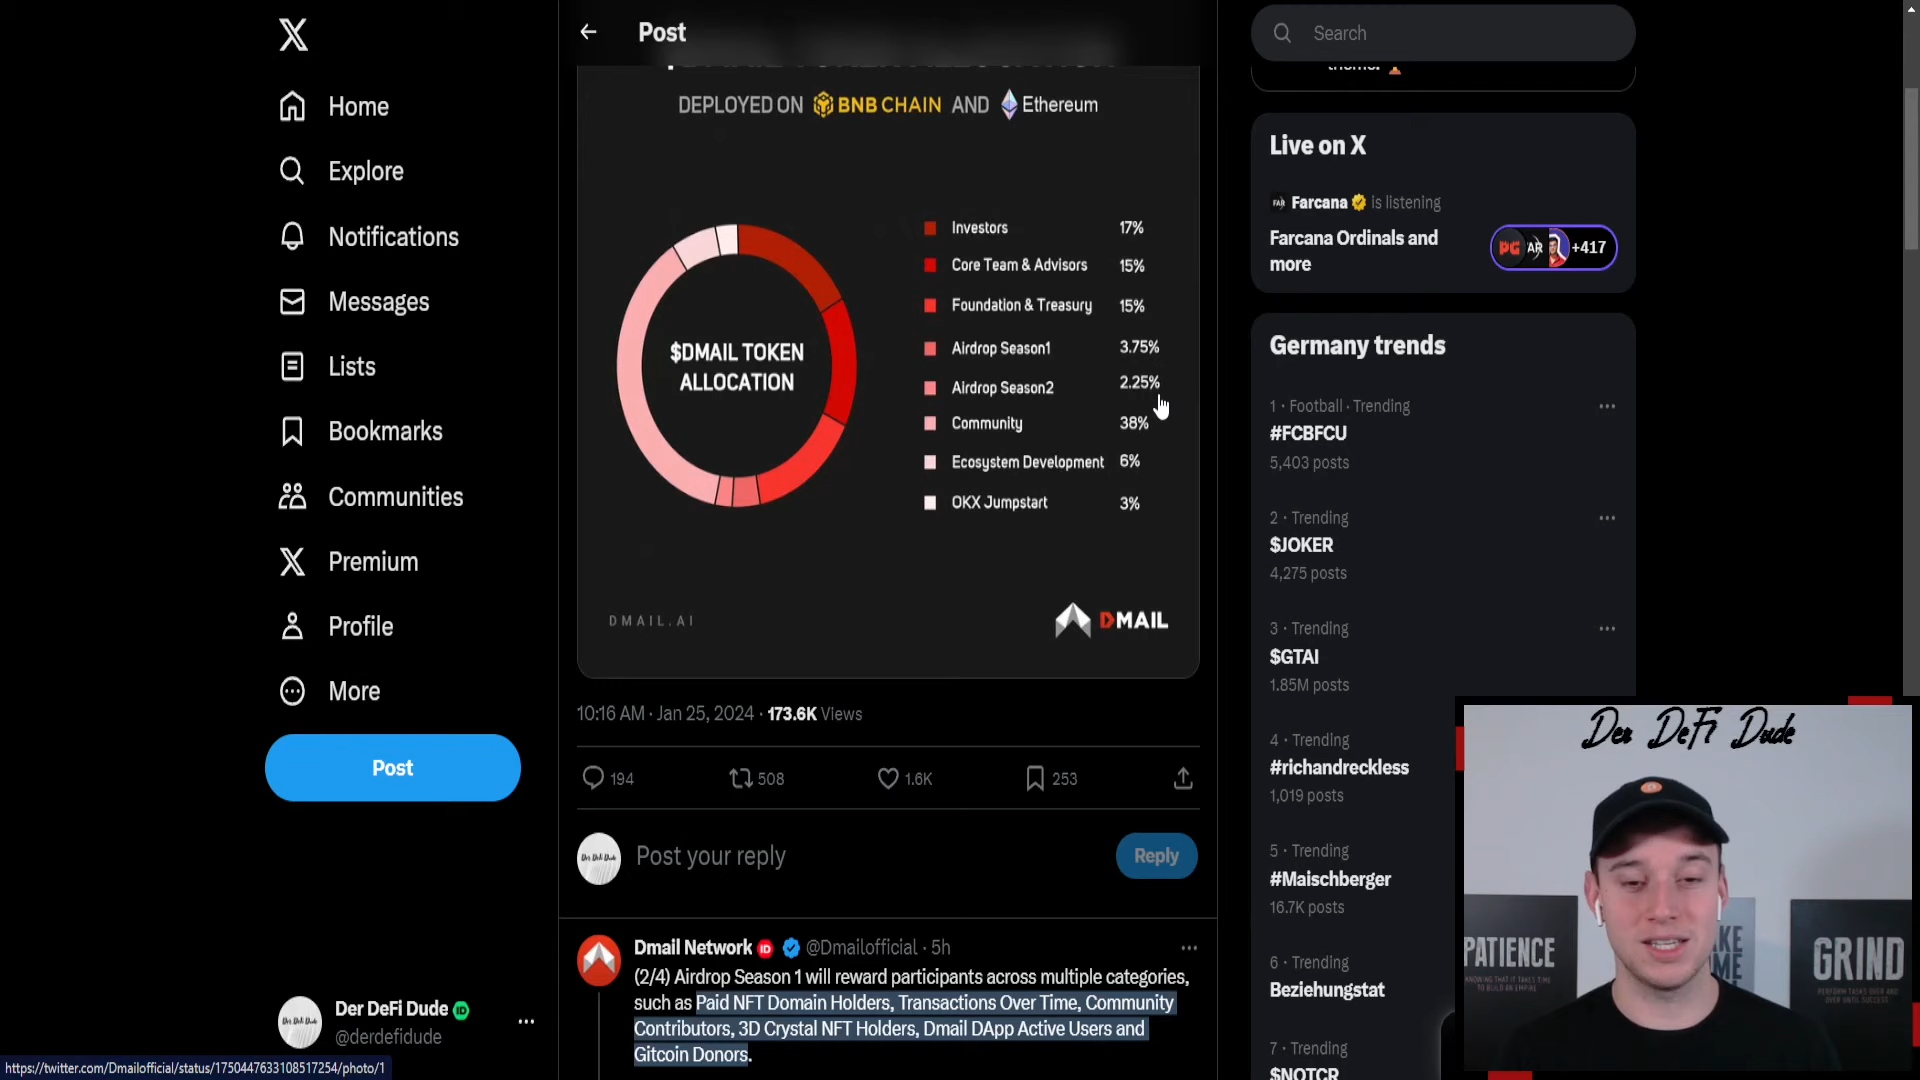 Post
Search
Home
DEPLOYED ON BNB CHAIN AND Ethereum
Explore
Live on X
Farcana is listening
Farcana Ordinals and
more
+417
Notifications
Messages
Lists
Bookmarks
Communities
Premium
Profile
More
Post
$DMAIL TOKEN
ALLOCATION
Investors 17%
Core Team & Advisors 15%
Foundation & Treasury 15%
Airdrop Season1 3.75%
Airdrop Season2 2.25%
Community 38%
Ecosystem Development 6%
OKX Jumpstart 3%
DMAIL.AI
DMAIL
10:16 AM · Jan 25, 2024 · 173.6K Views
194 508 1.6K 253
Post your reply
Reply
Dmail Network @Dmailofficial · 5h
(2/4) Airdrop Season 1 will reward participants across multiple categories,
such as Paid NFT Domain Holders, Transactions Over Time, Community
Contributors, 3D Crystal NFT Holders, Dmail DApp Active Users and
Gitcoin Donors.
Germany trends
1 · Football · Trending
#FCBFCU
5,403 posts
2 · Trending
$JOKER
4,275 posts
3 · Trending
$GTAI
1.85M posts
4 · Trending
#richandreckless
1,019 posts
5 · Trending
#Maischberger
16.7K posts
6 · Trending
Beziehungstat
7 · Trending
$NOTCR
Der DeFi Dude
@derdefidude
https://twitter.com/Dmailofficial/status/1750447633108517254/photo/1
Der DeFi Dude
PATIENCE
GRIND